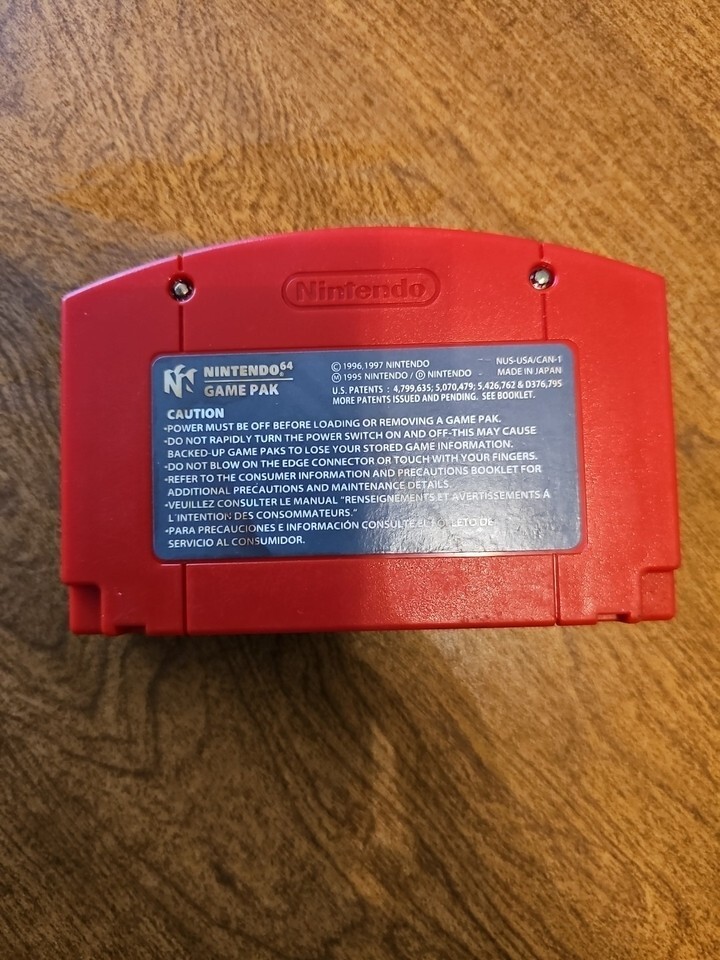 Nintendo
NINTENDO 64
GAME PAK
© 1996,1997 NINTENDO
Ⓜ 1995 NINTENDO / Ⓟ NINTENDO
NUS-USA/CAN-1
MADE IN JAPAN
U.S. PATENTS : 4,799,635; 5,070,479; 5,426,762 & D376,795
MORE PATENTS ISSUED AND PENDING. SEE BOOKLET.
CAUTION
•POWER MUST BE OFF BEFORE LOADING OR REMOVING A GAME PAK.
•DO NOT RAPIDLY TURN THE POWER SWITCH ON AND OFF-THIS MAY CAUSE
BACKED-UP GAME PAKS TO LOSE YOUR STORED GAME INFORMATION.
•DO NOT BLOW ON THE EDGE CONNECTOR OR TOUCH WITH YOUR FINGERS.
•REFER TO THE CONSUMER INFORMATION AND PRECAUTIONS BOOKLET FOR
ADDITIONAL PRECAUTIONS AND MAINTENANCE DETAILS.
•VEUILLEZ CONSULTER LE MANUAL "RENSEIGNEMENTS ET AVERTISSEMENTS À
L'INTENTION DES CONSOMMATEURS."
•PARA PRECAUCIONES E INFORMACIÓN CONSULTE EL FOLLETO DE
SERVICIO AL CONSUMIDOR.